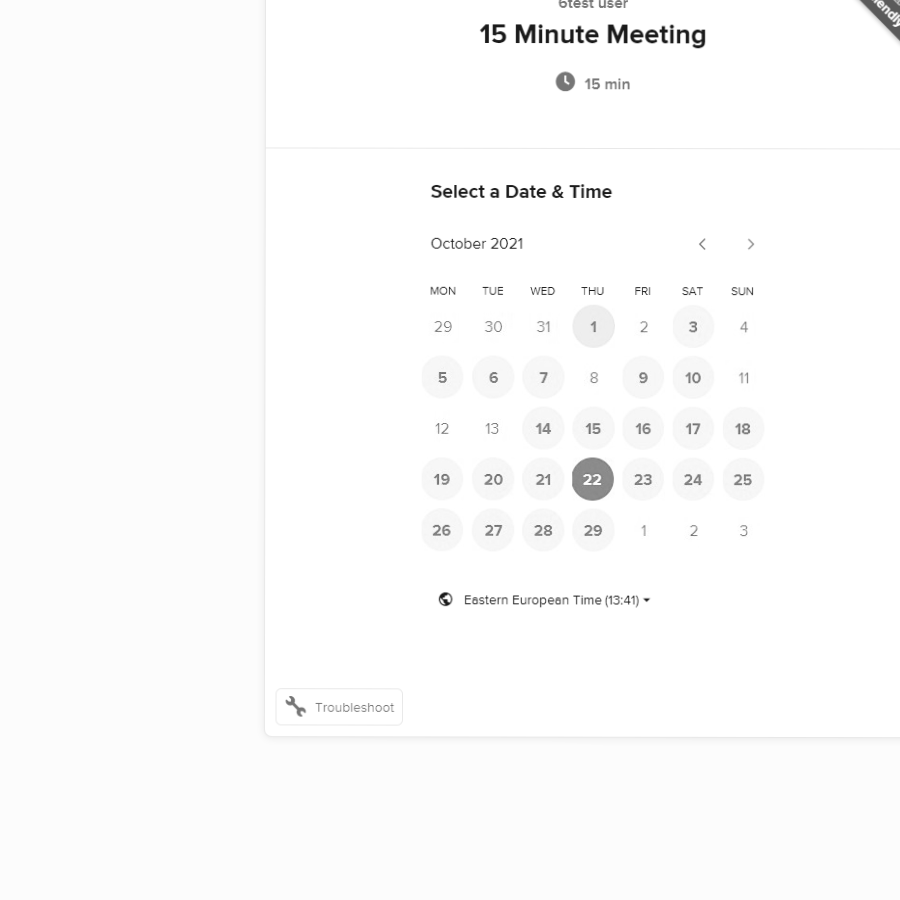 6test user
15 Minute Meeting
15 min
Select a Date & Time
October 2021
MON TUE WED THU FRI SAT SUN
29 30 31 1 2 3 4
5 6 7 8 9 10 11
12 13 14 15 16 17 18
19 20 21 22 23 24 25
26 27 28 29 1 2 3
Eastern European Time (13:41)
Troubleshoot